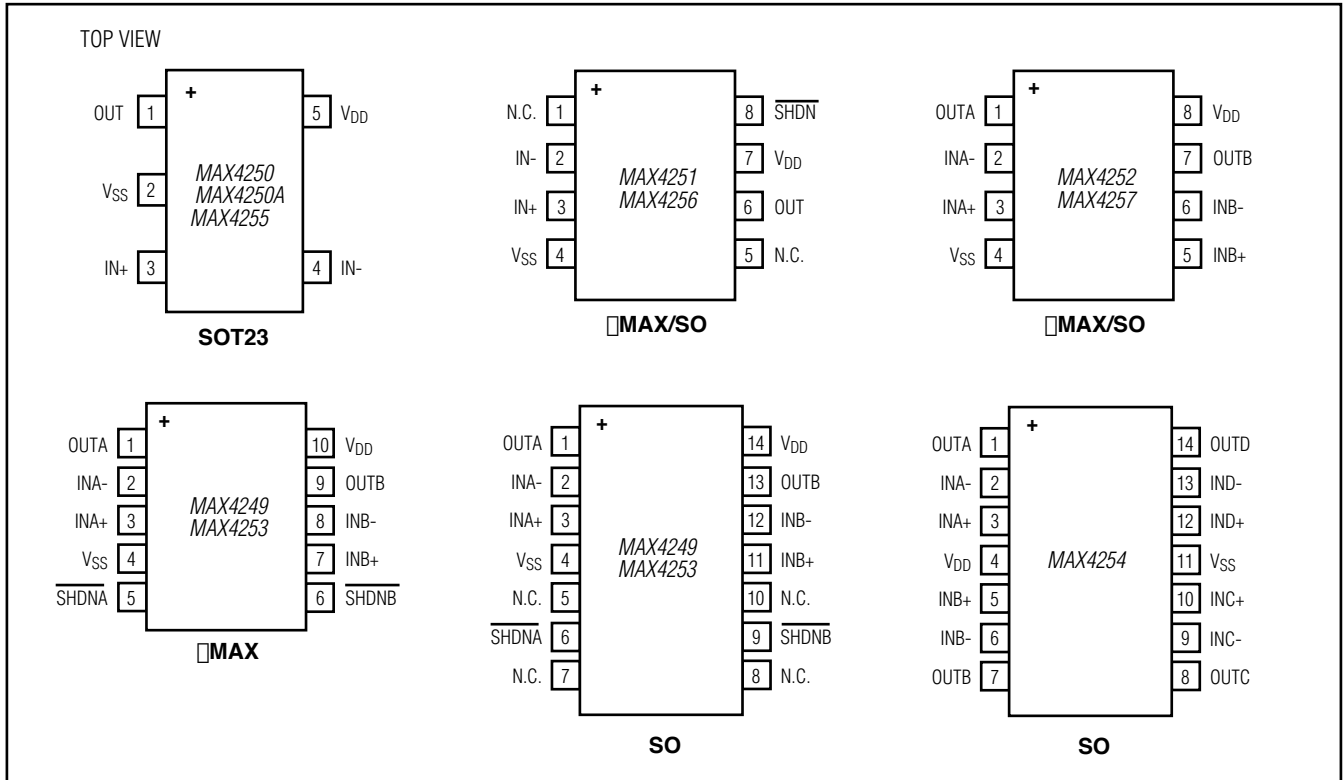 TOP VIEW
+
OUT 1
5 VDD
VSS 2
MAX4250
MAX4250A
MAX4255
IN+ 3
4 IN-
SOT23
+
N.C. 1
8 SHDN
IN- 2
7 VDD
MAX4251
MAX4256
IN+ 3
6 OUT
VSS 4
5 N.C.
▯MAX/SO
+
OUTA 1
8 VDD
INA- 2
7 OUTB
MAX4252
MAX4257
INA+ 3
6 INB-
VSS 4
5 INB+
▯MAX/SO
+
OUTA 1
10 VDD
INA- 2
9 OUTB
MAX4249
MAX4253
INA+ 3
8 INB-
VSS 4
7 INB+
SHDNA 5
6 SHDNB
▯MAX
+
OUTA 1
14 VDD
INA- 2
13 OUTB
INA+ 3
12 INB-
MAX4249
MAX4253
VSS 4
11 INB+
N.C. 5
10 N.C.
SHDNA 6
9 SHDNB
N.C. 7
8 N.C.
SO
+
OUTA 1
14 OUTD
INA- 2
13 IND-
INA+ 3
12 IND+
VDD 4
MAX4254
11 VSS
INB+ 5
10 INC+
INB- 6
9 INC-
OUTB 7
8 OUTC
SO